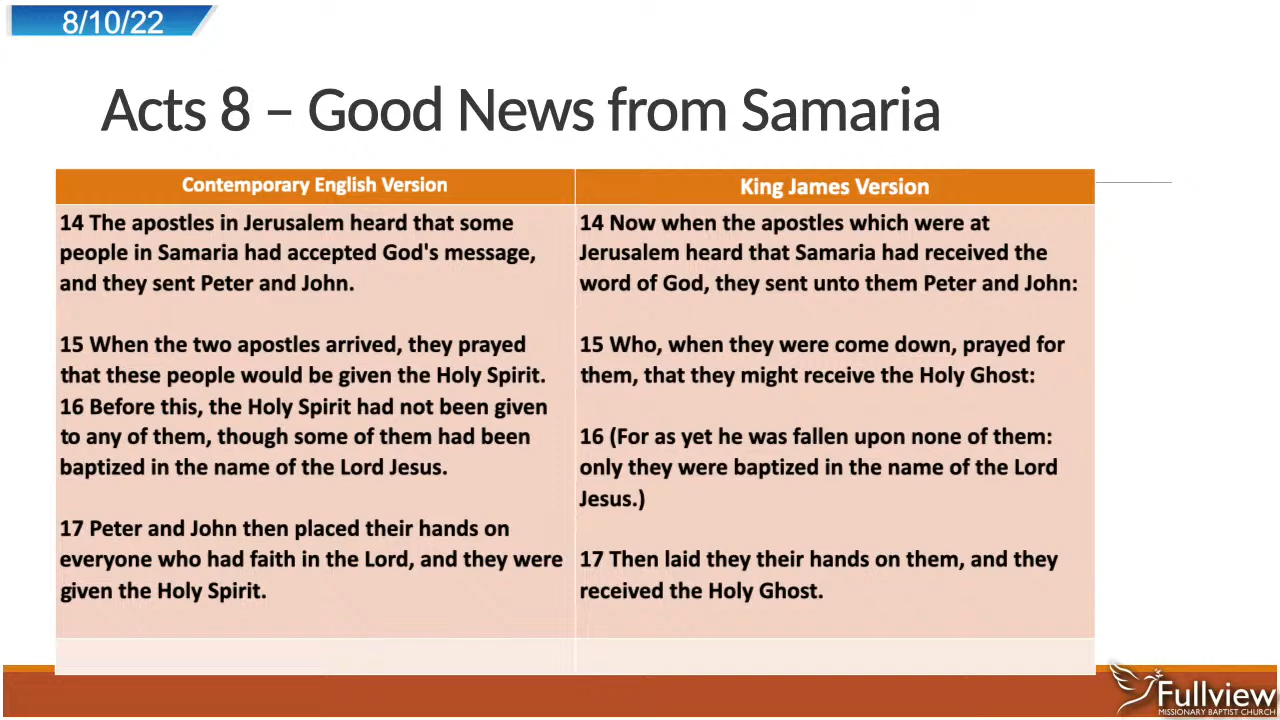 8/10/22
Acts 8 – Good News from Samaria
Contemporary English Version
14 The apostles in Jerusalem heard that some
people in Samaria had accepted God's message,
and they sent Peter and John.
15 When the two apostles arrived, they prayed
that these people would be given the Holy Spirit.
16 Before this, the Holy Spirit had not been given
to any of them, though some of them had been
baptized in the name of the Lord Jesus.
17 Peter and John then placed their hands on
everyone who had faith in the Lord, and they were
given the Holy Spirit.
King James Version
14 Now when the apostles which were at
Jerusalem heard that Samaria had received the
word of God, they sent unto them Peter and John:
15 Who, when they were come down, prayed for
them, that they might receive the Holy Ghost:
16 (For as yet he was fallen upon none of them:
only they were baptized in the name of the Lord
Jesus.)
17 Then laid they their hands on them, and they
received the Holy Ghost.
Fullview
MISSIONARY BAPTIST CHURCH